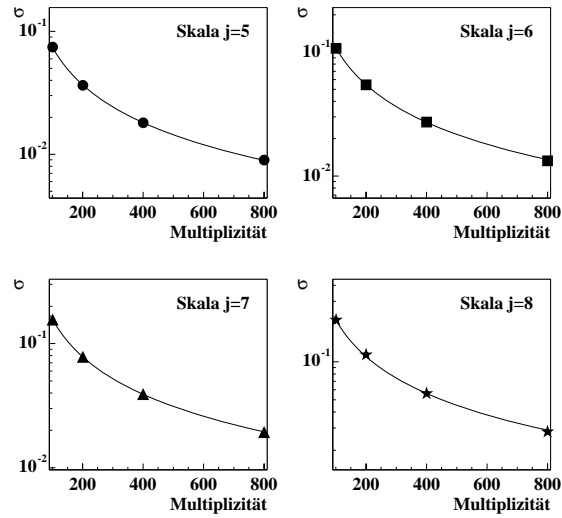 σ
Skala j=5
10⁻¹
10⁻²
200 400 600 800
Multiplizität
σ
Skala j=6
10⁻¹
10⁻²
200 400 600 800
Multiplizität
σ
Skala j=7
10⁻¹
10⁻²
200 400 600 800
Multiplizität
σ
Skala j=8
10⁻¹
200 400 600 800
Multiplizität